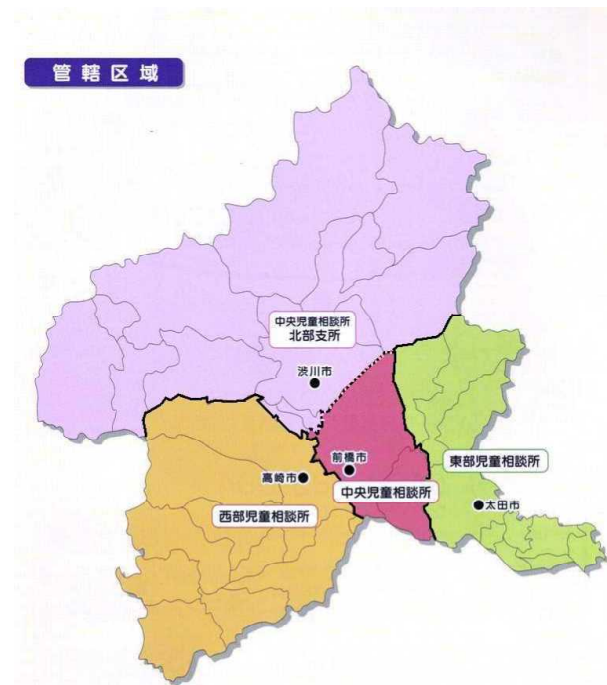 管轄区域
中央児童相談所
北部支所
渋川市
東部児童相談所
前橋市
高崎市
中央児童相談所
太田市
西部児童相談所